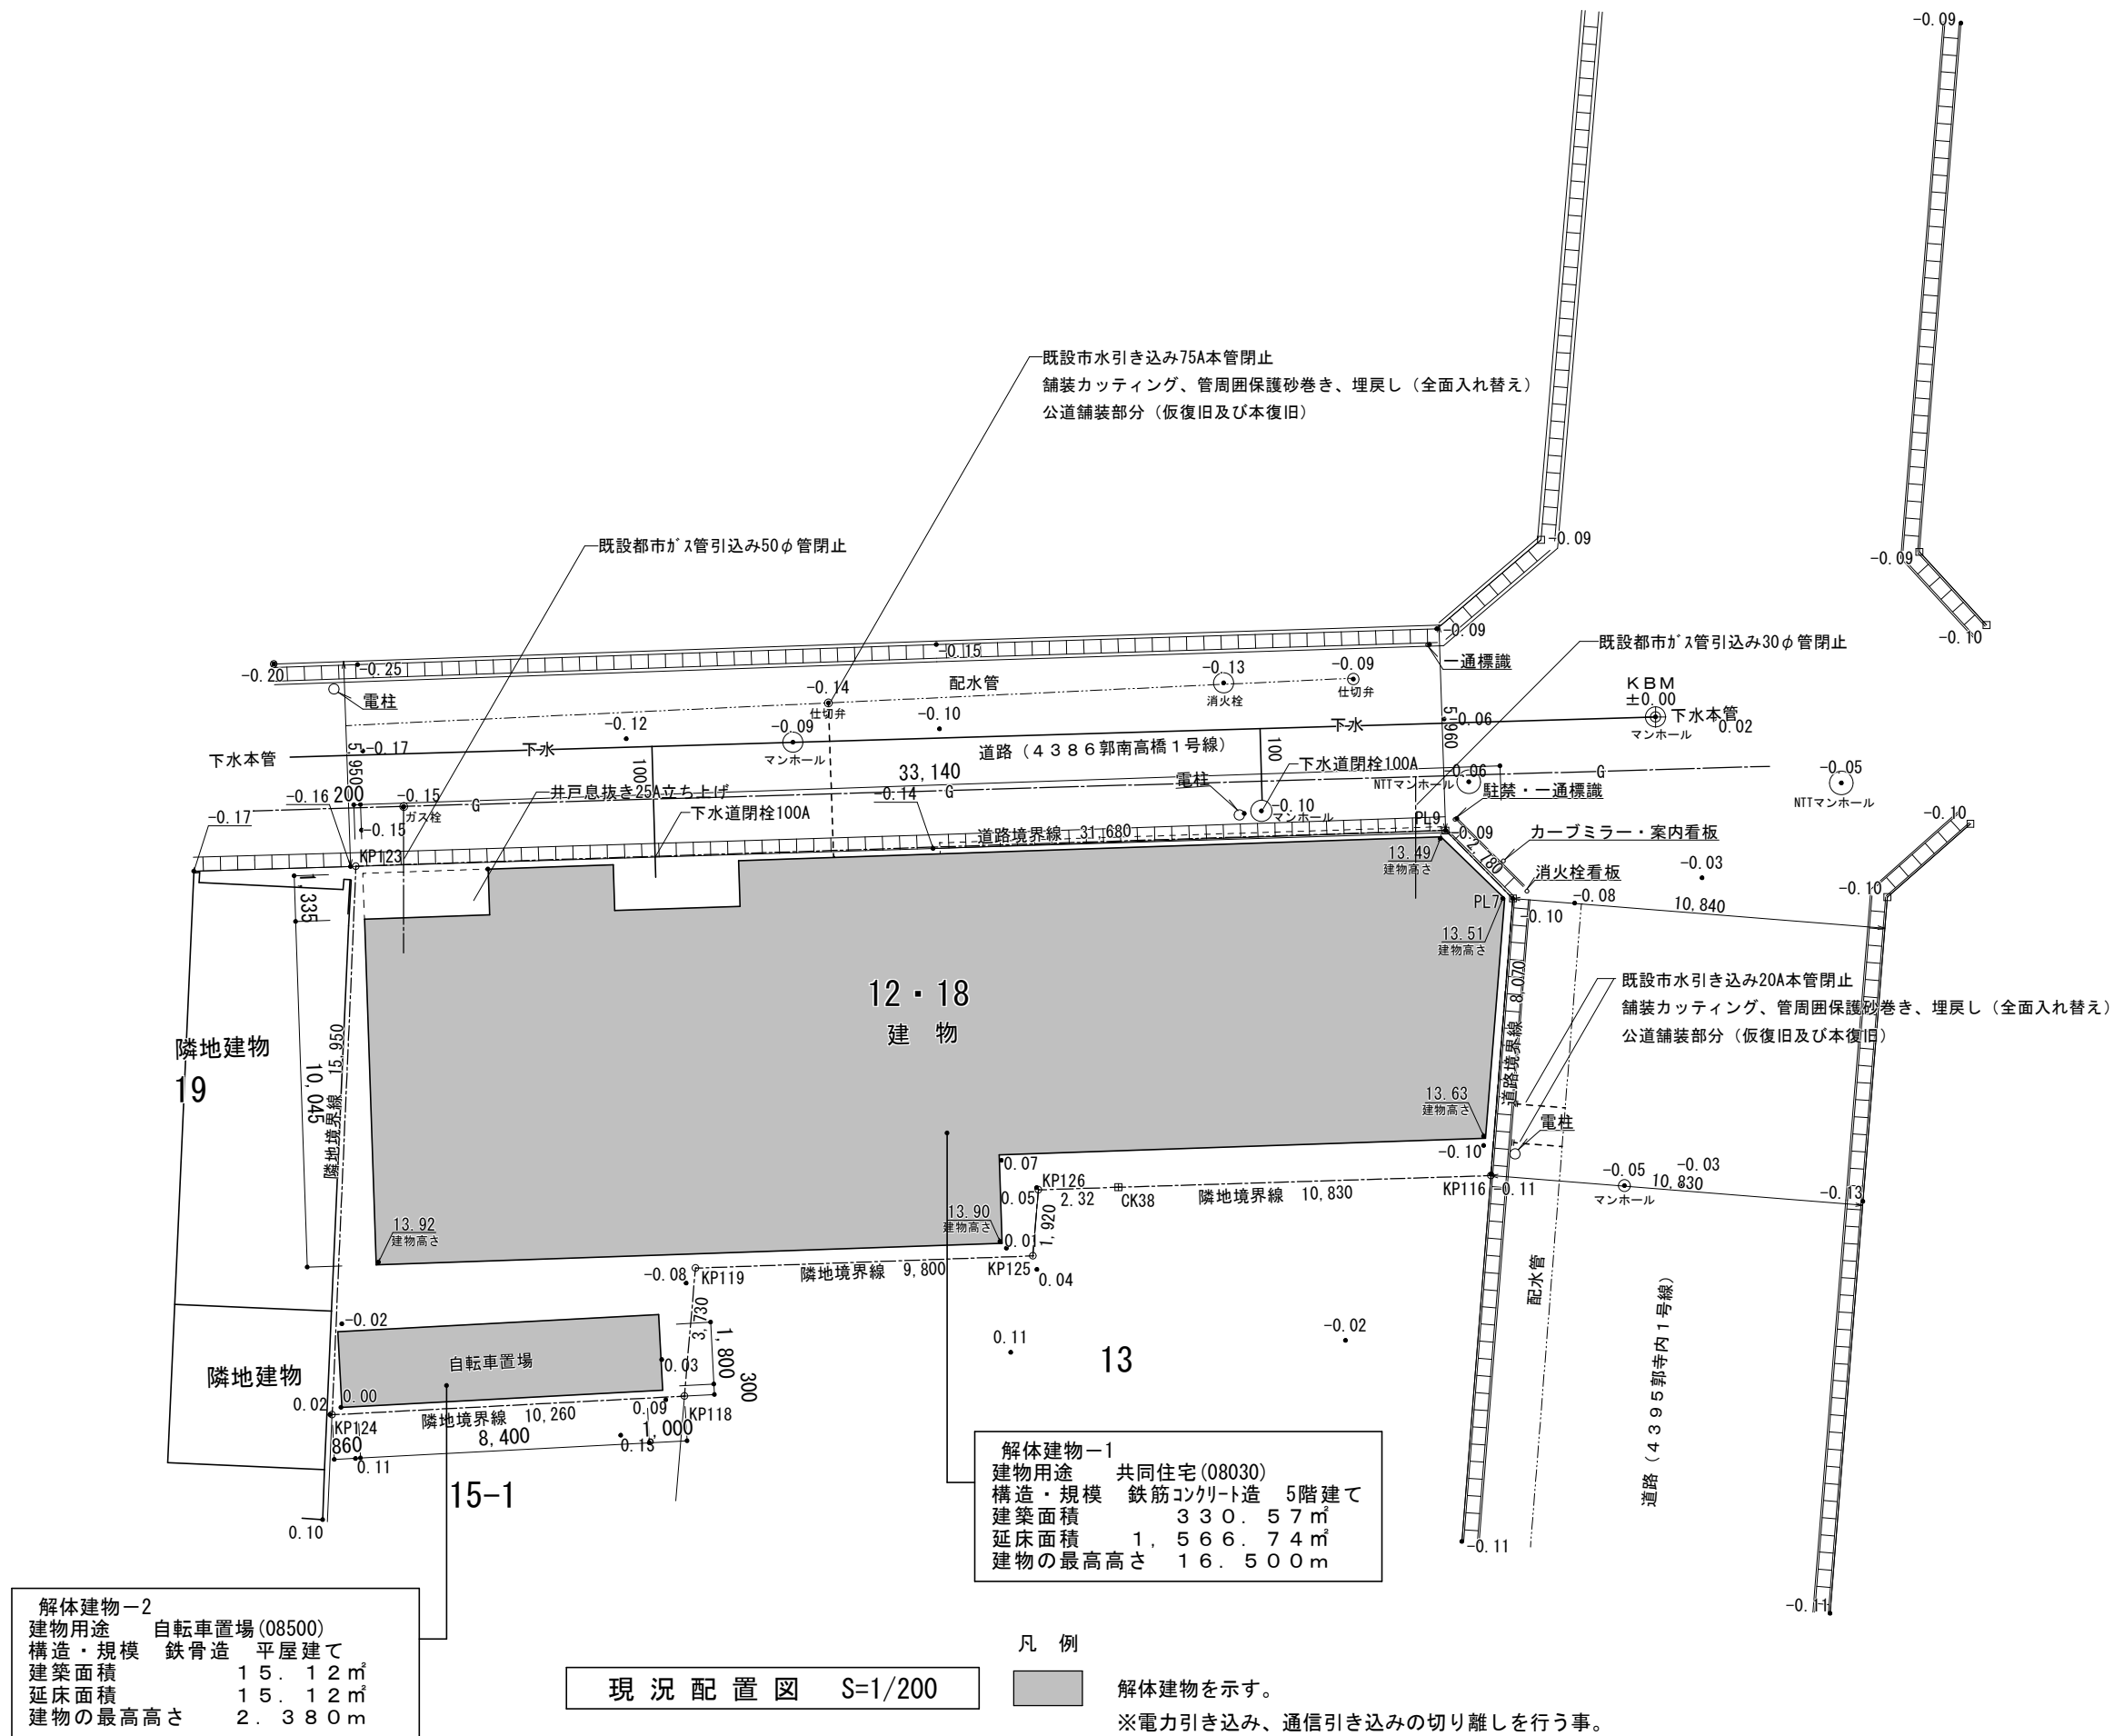 -0.09
既設市水引き込み75A本管閉止
舗装カッティング、管周囲保護砂巻き、埋戻し（全面入れ替え）
公道舗装部分（仮復旧及び本復旧）
既設都市ｶﾞｽ管引込み50φ管閉止
-0.09
-0.09
-0.10
-0.09
既設都市ｶﾞｽ管引込み30φ管閉止
-0.15
一通標識
-0.20
-0.25
電柱
-0.14
仕切弁
配水管
-0.13
消火栓
-0.09
仕切弁
KBM
±0.00
マンホール
下水本管
0.02
-0.12
-0.09
マンホール
-0.10
下水
5,960
-0.06
下水本管
5,950
-0.17
下水
100
道路（４３８６郭南高橋１号線）
100
下水道閉栓100A
33,140
電柱
-0.06
NTTマンホール
G
-0.05
NTTマンホール
-0.16
200
-0.15
ガス栓
G
井戸息抜き25A立ち上げ
-0.14
G
-0.10
マンホール
駐禁・一通標識
-0.17
-0.15
下水道閉栓100A
道路境界線 31,680
PL9
-0.09
カーブミラー・案内看板
-0.10
KP123
13.49
建物高さ
2,780
消火栓看板
-0.03
1,335
PL7
-0.10
-0.08
10,840
-0.10
13.51
建物高さ
12・18
建 物
道路境界線 8,070
既設市水引き込み20A本管閉止
舗装カッティング、管周囲保護砂巻き、埋戻し（全面入れ替え）
公道舗装部分（仮復旧及び本復旧）
隣地建物
19
10,045
隣地境界線 15,950
13.63
建物高さ
電柱
-0.10
0.07
0.05
KP126
2.32
CK38
隣地境界線 10,830
KP116
-0.11
-0.05
マンホール
-0.03
10,830
-0.13
13.92
建物高さ
13.90
建物高さ
0.01
1,920
-0.08
KP119
隣地境界線 9,800
KP125
0.04
配水管
道路（４３９５郭寺内１号線）
-0.02
3,730
1,800
300
0.11
-0.02
13
隣地建物
自転車置場
0.03
0.02
0.00
KP124
隣地境界線 10,260
0.09
KP118
860
8,400
1,000
0.13
0.11
15-1
0.10
-0.11
-0.11
解体建物－1
建物用途 共同住宅(08030)
構造・規模 鉄筋ｺﾝｸﾘｰﾄ造 5階建て
建築面積 ３３０．５７㎡
延床面積 １，５６６．７４㎡
建物の最高高さ １６．５００ｍ
解体建物－2
建物用途 自転車置場(08500)
構造・規模 鉄骨造 平屋建て
建築面積 １５．１２㎡
延床面積 １５．１２㎡
建物の最高高さ ２．３８０ｍ
現況配置図 S=1/200
凡 例
解体建物を示す。
※電力引き込み、通信引き込みの切り離しを行う事。